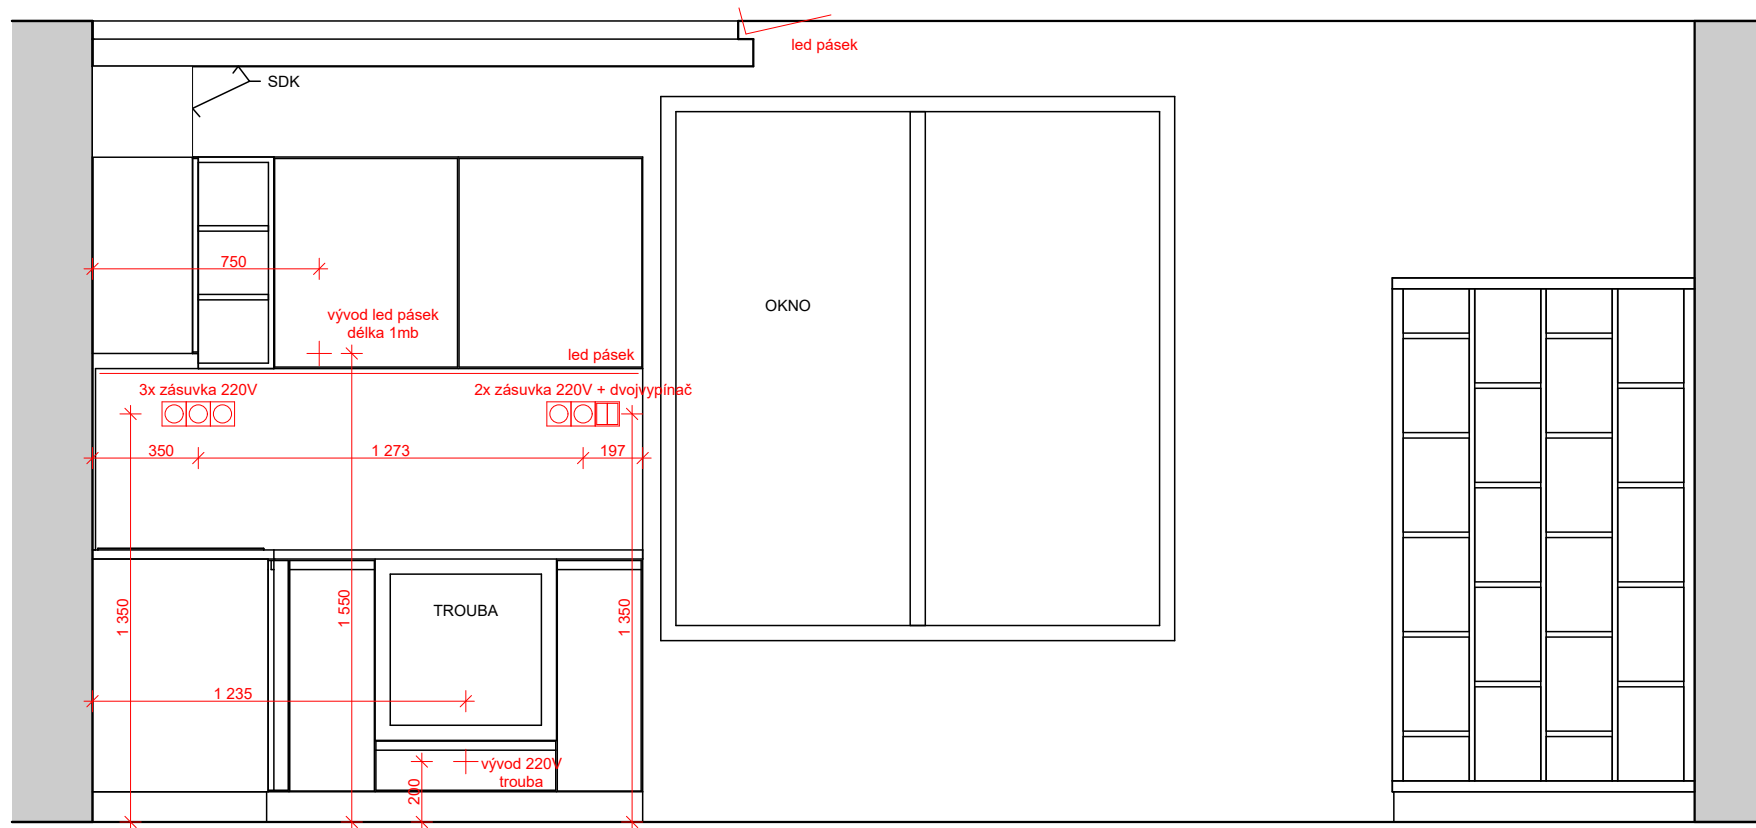 led pásek
SDK
750
OKNO
vývod led pásek
délka 1mb
led pásek
3x zásuvka 220V
2x zásuvka 220V + dvojvypínač
350
1 273
197
1 350
1 550
1 350
TROUBA
1 235
vývod 220V
trouba
200